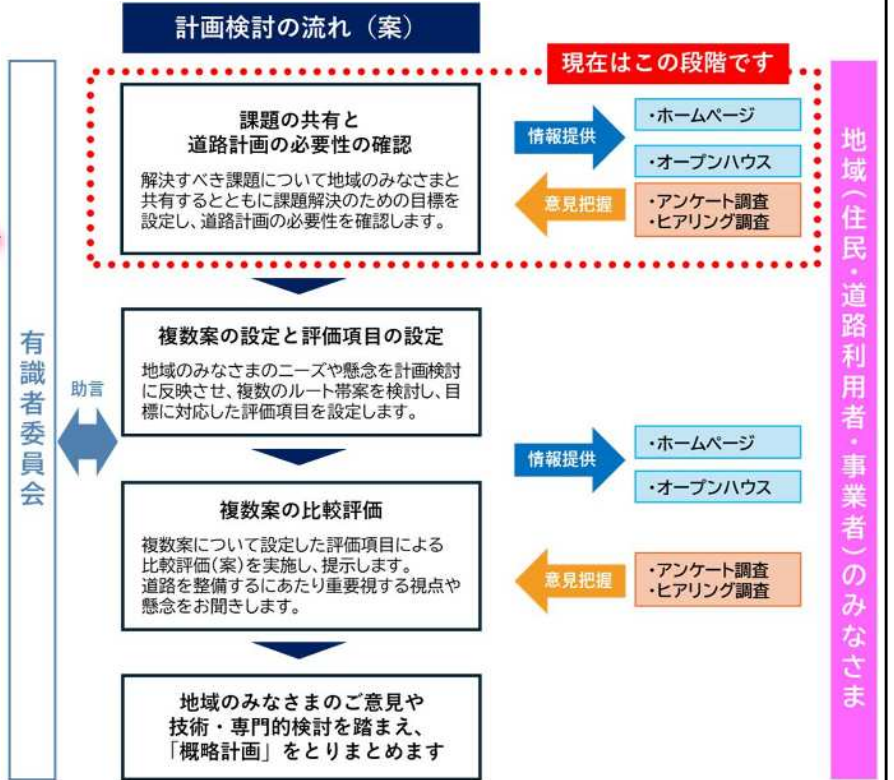 計画検討の流れ（案）
現在はこの段階です
課題の共有と
道路計画の必要性の確認
解決すべき課題について地域のみなさまと
共有するとともに課題解決のための目標を
設定し、道路計画の必要性を確認します。
情報提供
・ホームページ
・オープンハウス
意見把握
・アンケート調査
・ヒアリング調査
複数案の設定と評価項目の設定
地域のみなさまのニーズや懸念を計画検討
に反映させ、複数のルート帯案を検討し、目
標に対応した評価項目を設定します。
有識者委員会
助言
情報提供
・ホームページ
・オープンハウス
複数案の比較評価
複数案について設定した評価項目による
比較評価(案)を実施し、提示します。
道路を整備するにあたり重要視する視点や
懸念をお聞きします。
意見把握
・アンケート調査
・ヒアリング調査
地域のみなさまのご意見や
技術・専門的検討を踏まえ、
「概略計画」をとりまとめます
地域（住民・道路利用者・事業者）のみなさま